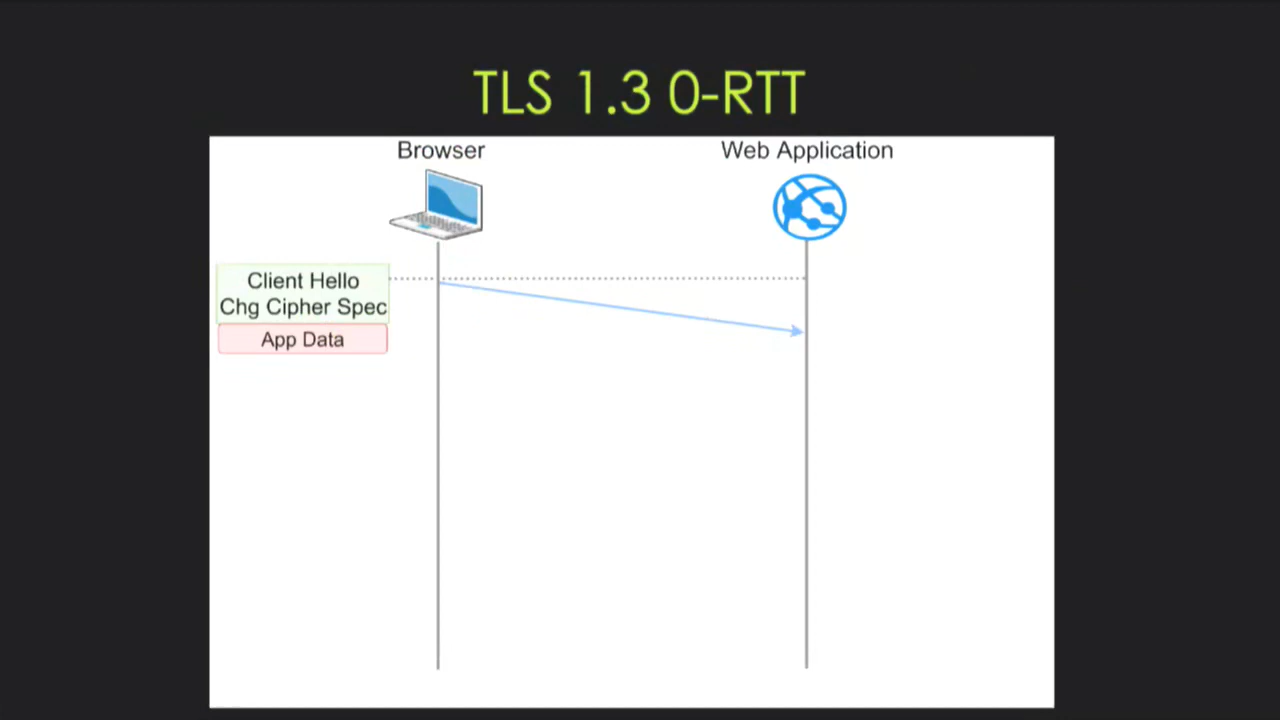 TLS 1.3 0-RTT
Browser
Web Application
Client Hello
Chg Cipher Spec
App Data